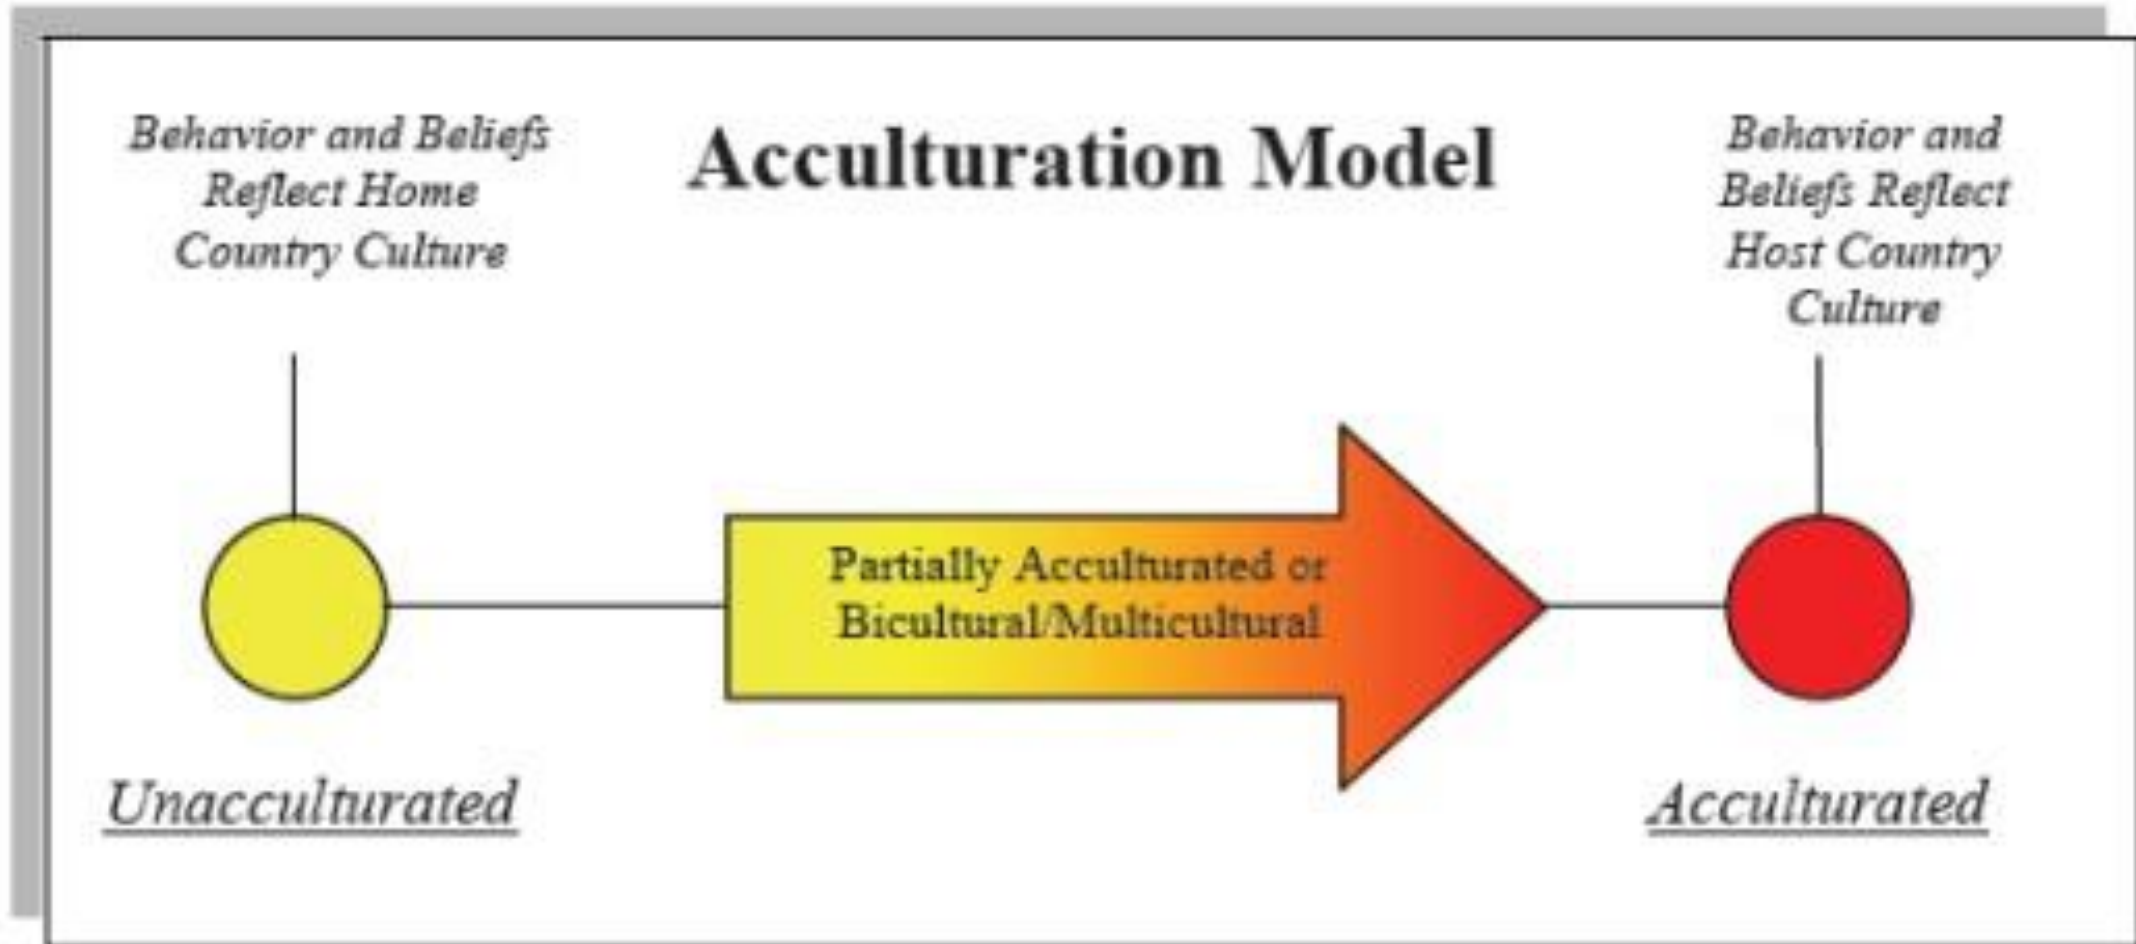 Behavior and Beliefs
Reflect Home
Country Culture
Acculturation Model
Behavior and
Beliefs Reflect
Host Country
Culture
Partially Acculturated or
Bicultural/Multicultural
Unacculturated
Acculturated